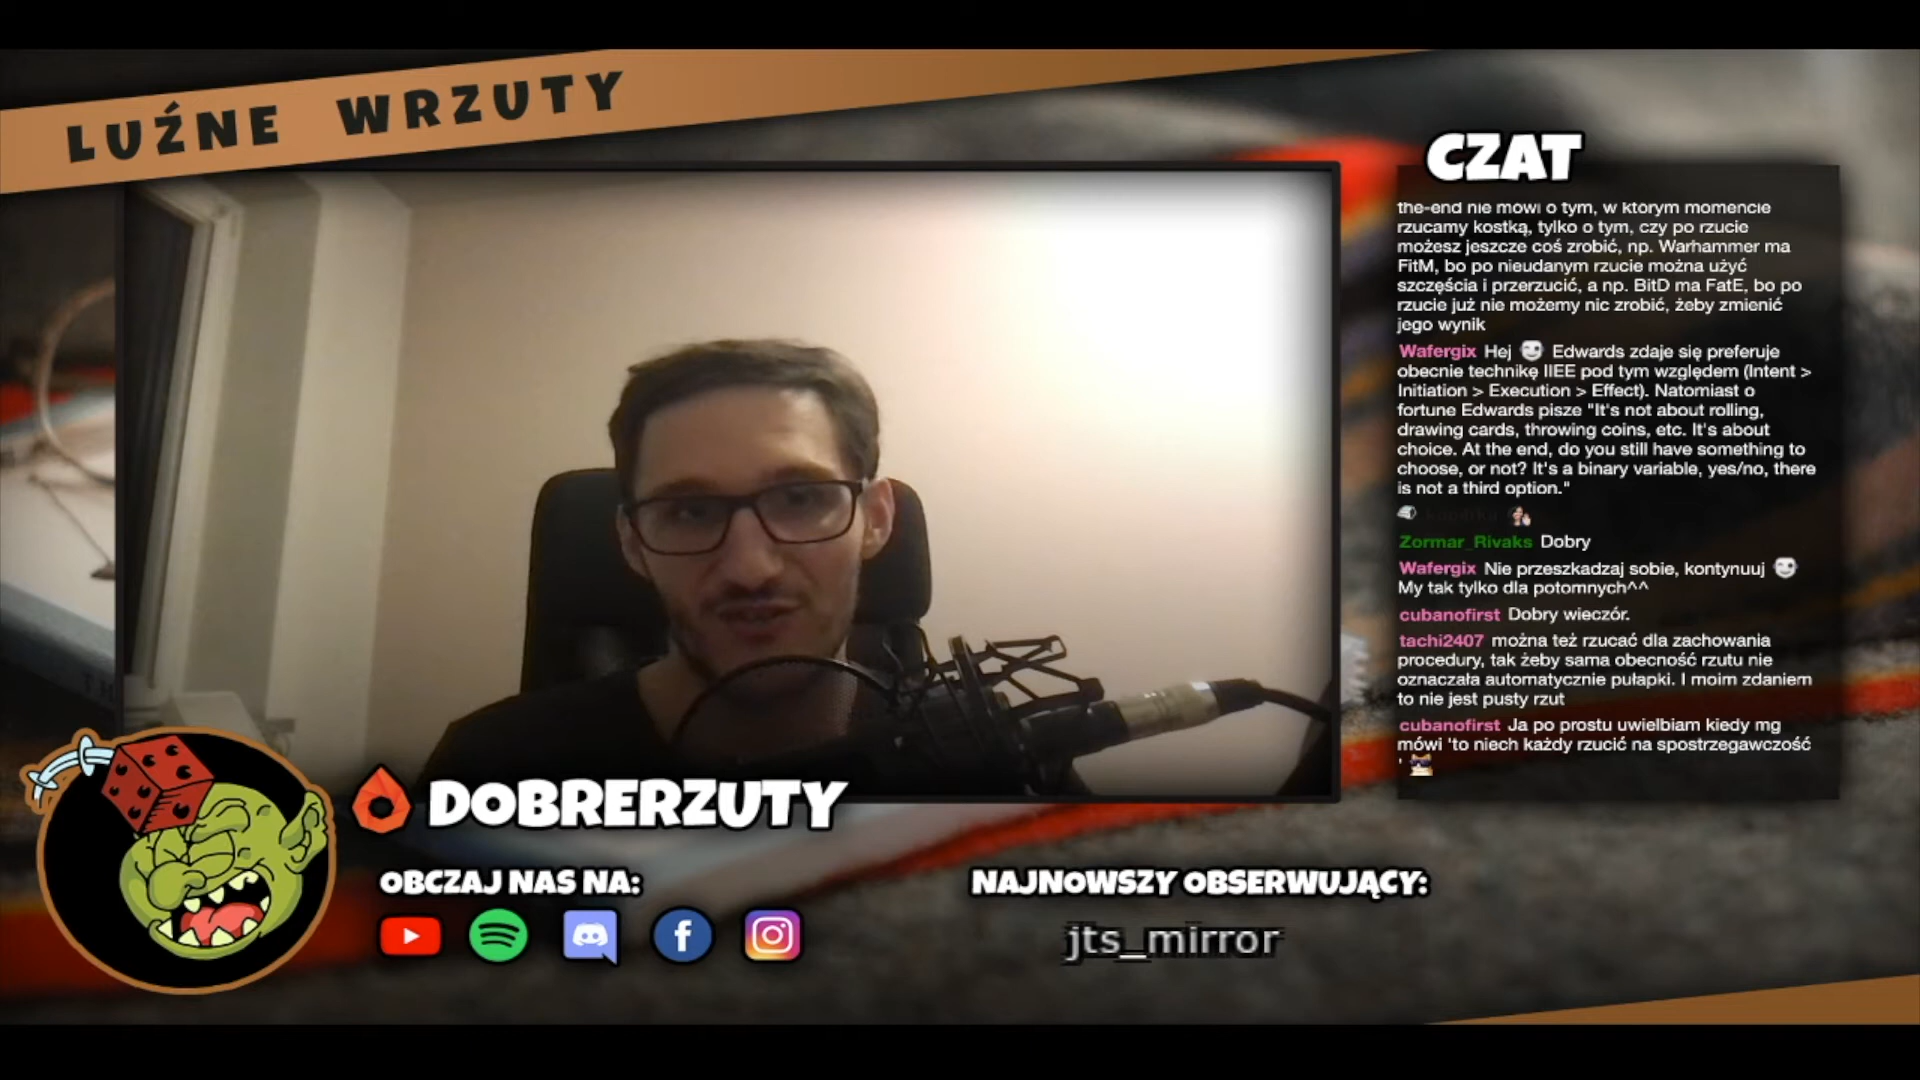 LUŹNE WRZUTY
CZAT
the-end nie mówi o tym, w którym momencie
rzucamy kostką, tylko o tym, czy po rzucie
możesz jeszcze coś zrobić, np. Warhammer ma
FitM, bo po nieudanym rzucie można użyć
szczęścia i przerzucić, a np. BitD ma FatE, bo po
rzucie już nie możemy nic zrobić, żeby zmienić
jego wynik
Wafergix Hej Edwards zdaje się preferuje
obecnie technikę IIEE pod tym względem (Intent >
Initiation > Execution > Effect). Natomiast o
fortune Edwards pisze "It's not about rolling,
drawing cards, throwing coins, etc. It's about
choice. At the end, do you still have something to
choose, or not? It's a binary variable, yes/no, there
is not a third option."
Zormar_Rivaks Dobry
Wafergix Nie przeszkadzaj sobie, kontynuuj
My tak tylko dla potomnych^^
cubanofirst Dobry wieczór.
tachi2407 można też rzucać dla zachowania
procedury, tak żeby sama obecność rzutu nie
oznaczała automatycznie pułapki. I moim zdaniem
to nie jest pusty rzut
cubanofirst Ja po prostu uwielbiam kiedy mg
mówi 'to niech każdy rzucić na spostrzegawczość
'
DOBRERZUTY
OBCZAJ NAS NA:
NAJNOWSZY OBSERWUJĄCY:
jts_mirror